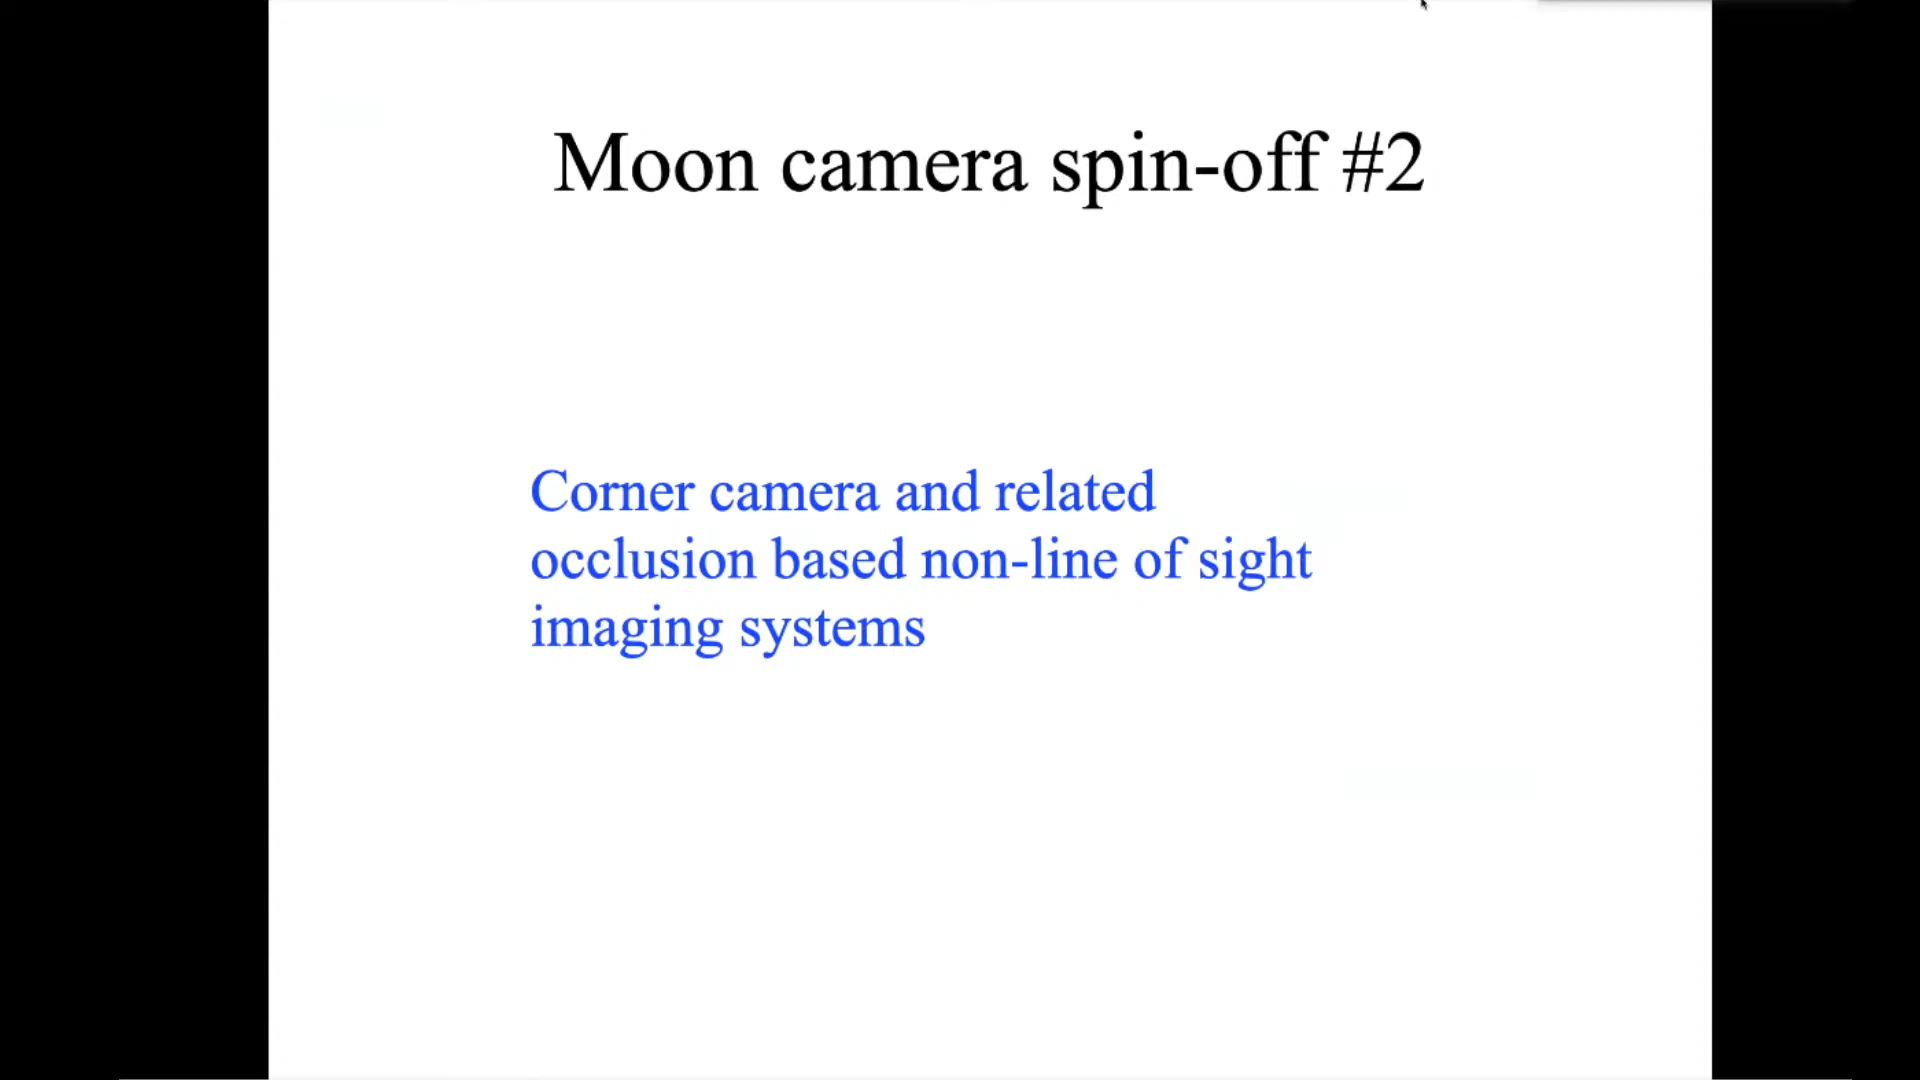 Moon camera spin-off #2
Corner camera and related
occlusion based non-line of sight
imaging systems